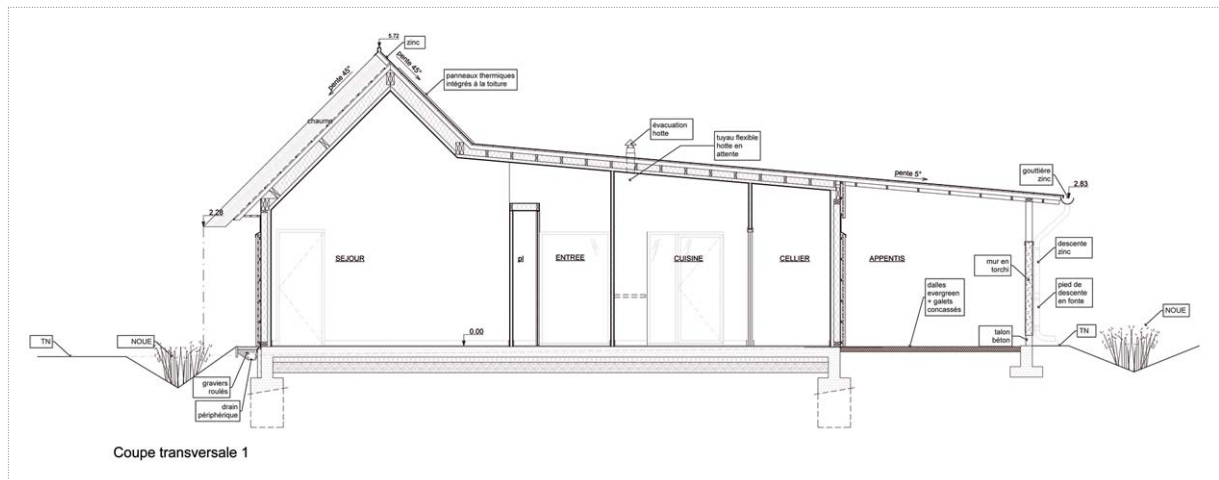 5.72
zinc
pente 45°
pente 45°
panneaux thermiques
intégrés à la toiture
chaume
évacuation
hotte
tuyau flexible
hotte en
attente
pente 5°
gouttière
zinc
2.83
2.28
SEJOUR
pl
ENTREE
CUISINE
CELLIER
APPENTIS
mur en
torchi
descente
zinc
dalles
evergreen
+ galets
concassés
pied de
descente
en fonte
NOUE
TN
NOUE
0.00
talon
béton
TN
graviers
roulés
drain
périphérique
Coupe transversale 1